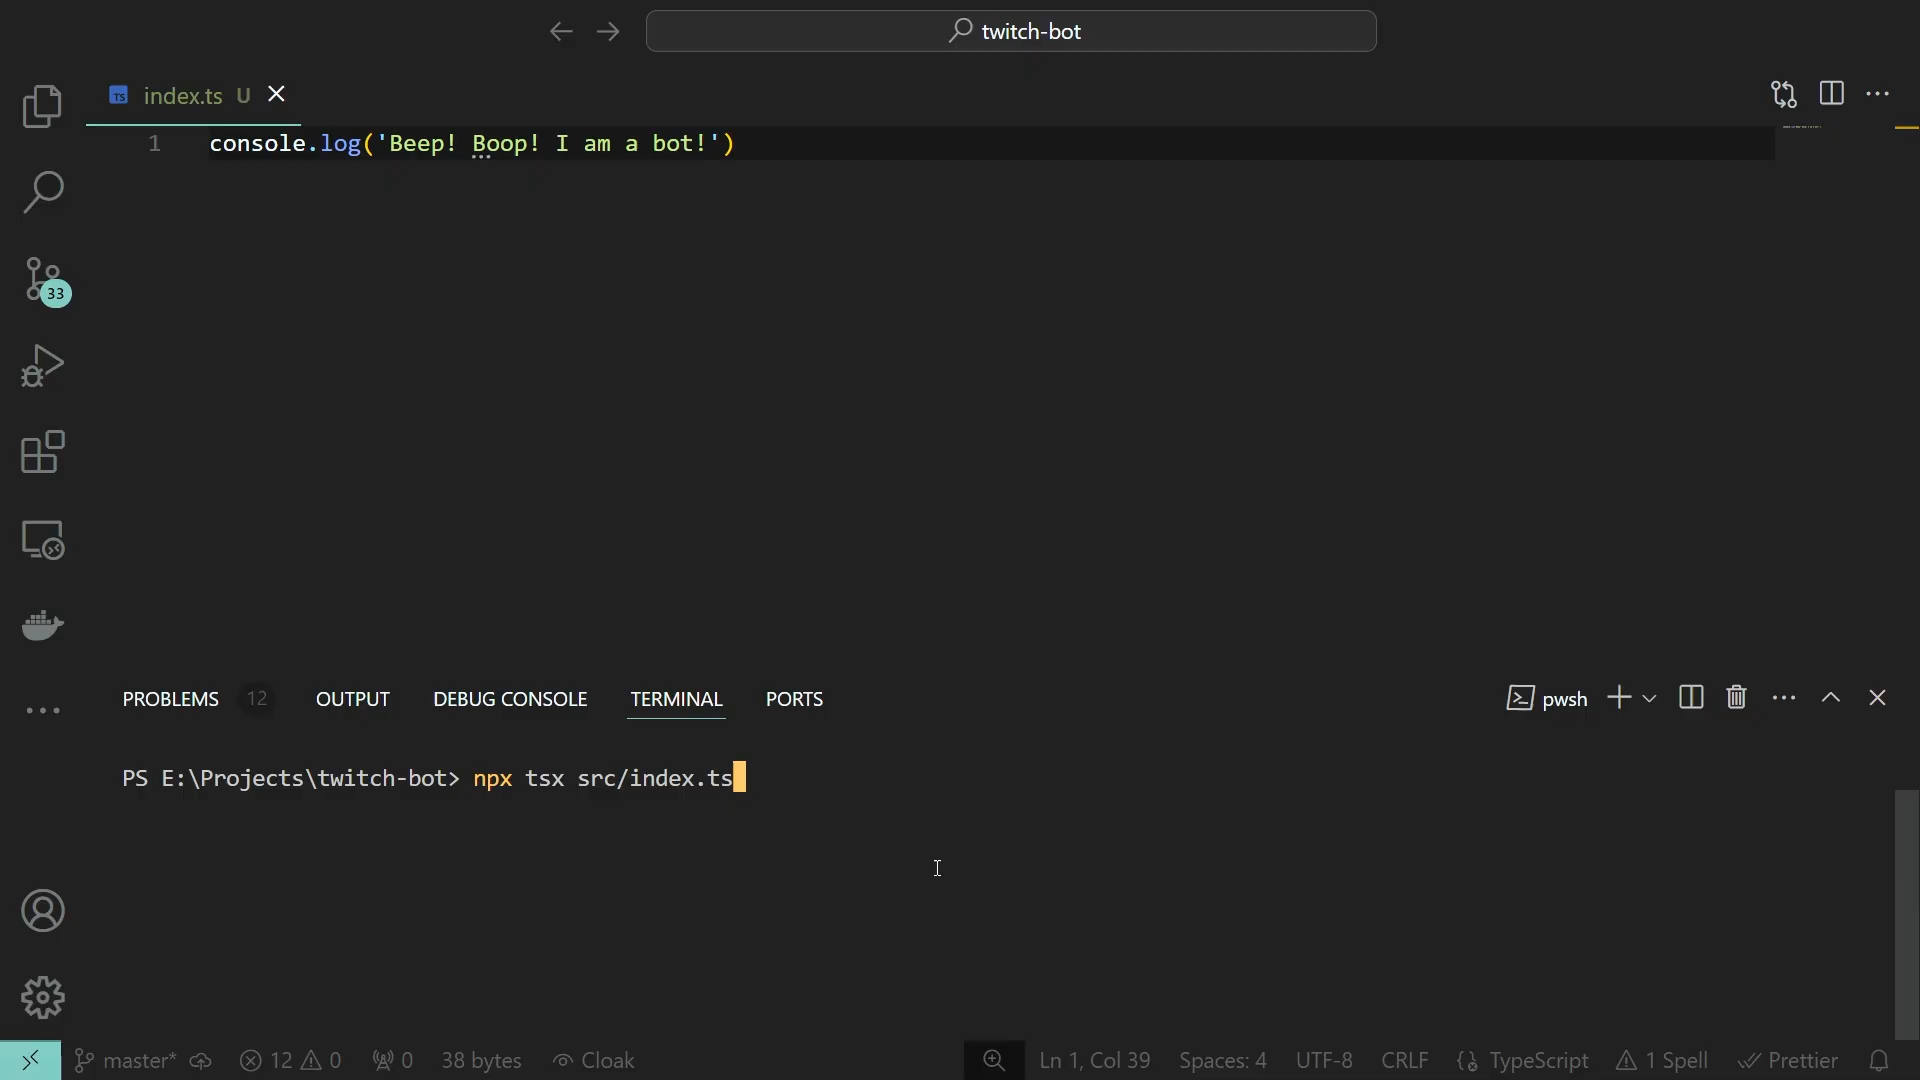 twitch-bot
TS index.ts U
1 console.log('Beep! Boop! I am a bot!')
33
PROBLEMS 12 OUTPUT DEBUG CONSOLE TERMINAL PORTS pwsh
PS E:\Projects\twitch-bot> npx tsx src/index.ts
master* 12 0 0 38 bytes Cloak Ln 1, Col 39 Spaces: 4 UTF-8 CRLF TypeScript 1 Spell Prettier